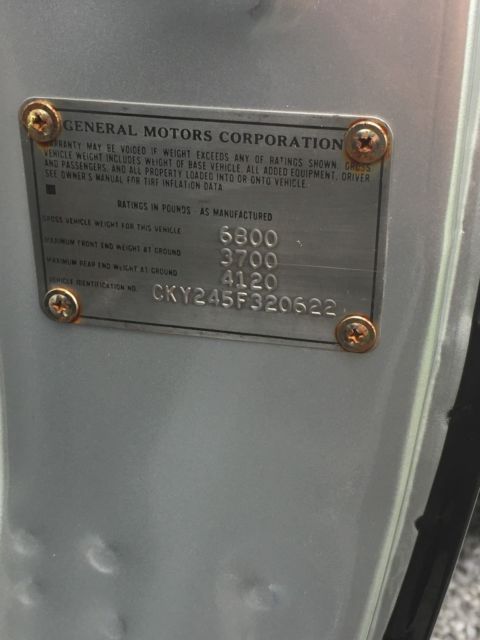 GENERAL MOTORS CORPORATION
WARRANTY MAY BE VOIDED IF WEIGHT EXCEEDS ANY OF RATINGS SHOWN. GROSS
VEHICLE WEIGHT INCLUDES WEIGHT OF BASE VEHICLE, ALL ADDED EQUIPMENT, DRIVER
AND PASSENGERS, AND ALL PROPERTY LOADED INTO OR ONTO VEHICLE.
SEE OWNER'S MANUAL FOR TIRE INFLATION DATA
RATINGS IN POUNDS - AS MANUFACTURED
GROSS VEHICLE WEIGHT FOR THIS VEHICLE 6800
MAXIMUM FRONT END WEIGHT AT GROUND 3700
MAXIMUM REAR END WEIGHT AT GROUND 4120
VEHICLE IDENTIFICATION NO. CKY245F320622